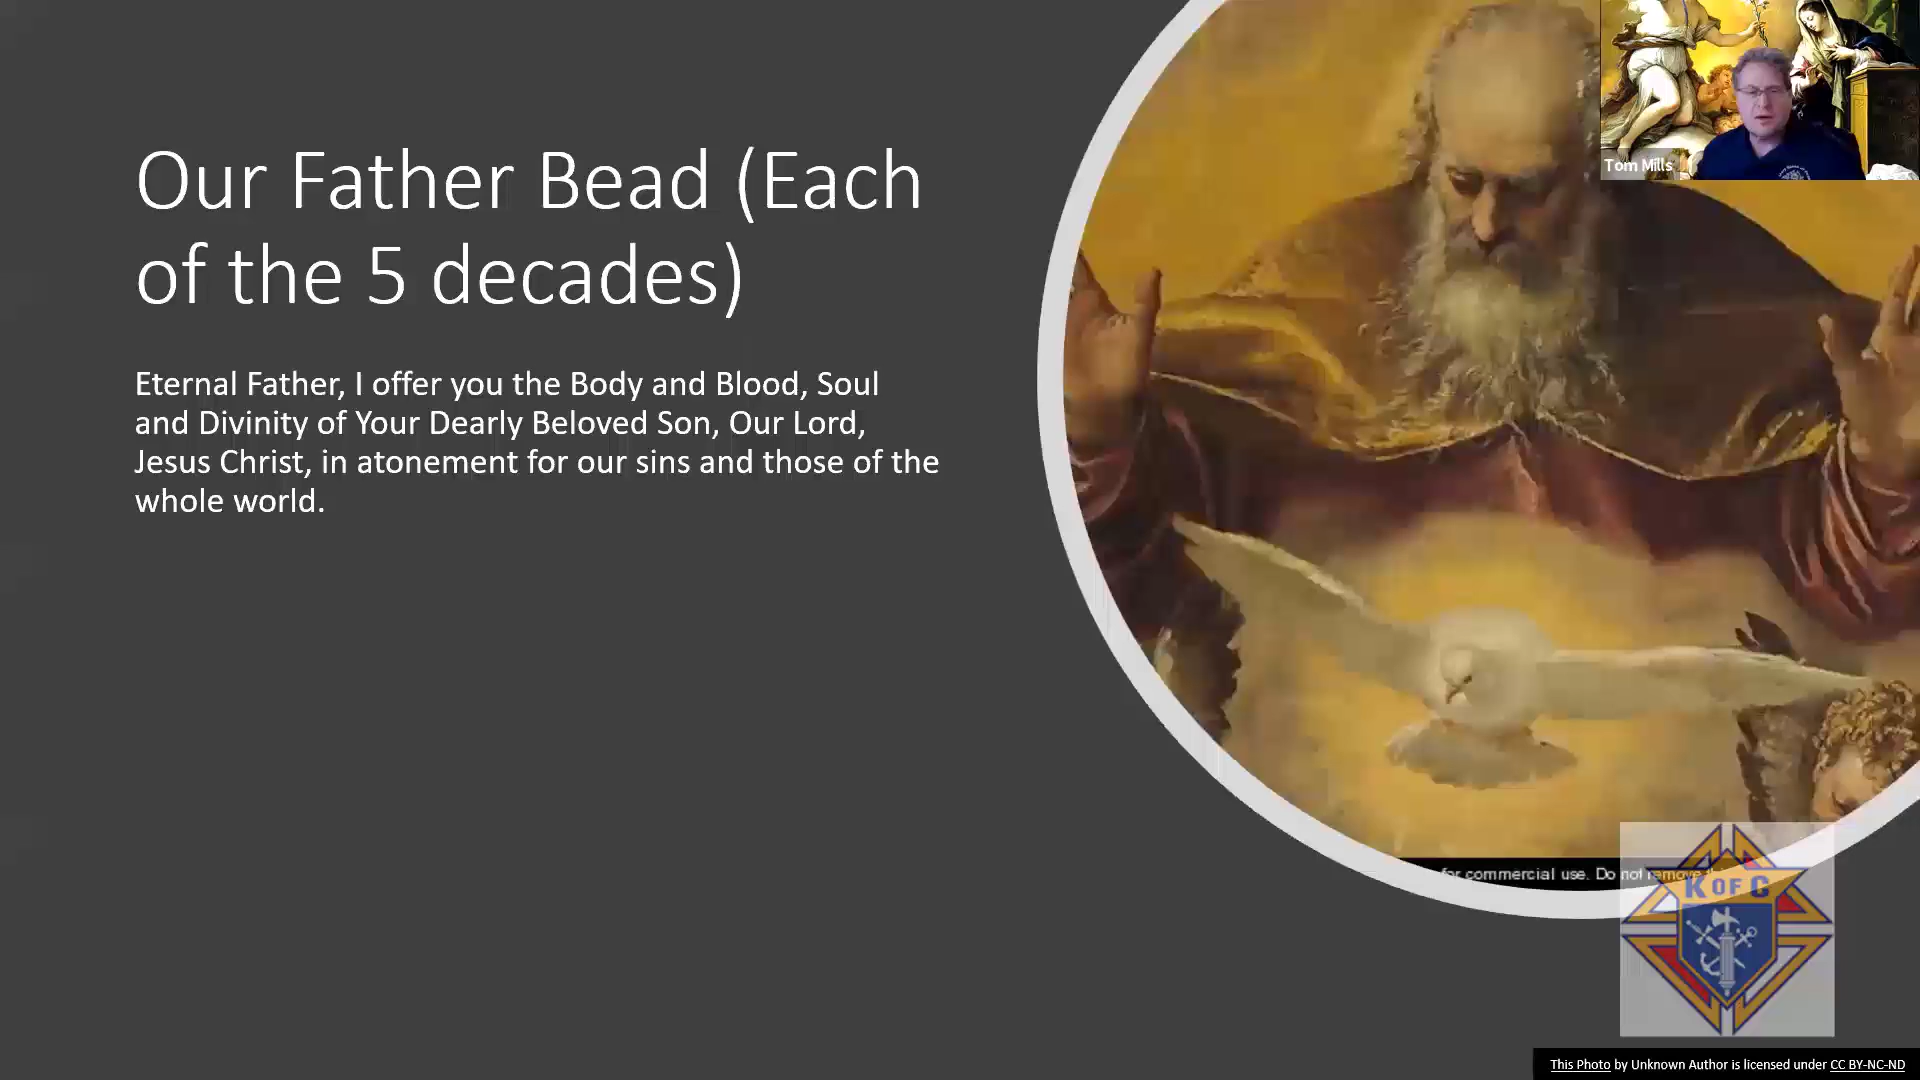 Our Father Bead (Each
of the 5 decades)
Eternal Father, I offer you the Body and Blood, Soul
and Divinity of Your Dearly Beloved Son, Our Lord,
Jesus Christ, in atonement for our sins and those of the
whole world.
Tom Mills
for commercial use. Do not remove
K OF C
This Photo by Unknown Author is licensed under CC BY-NC-ND